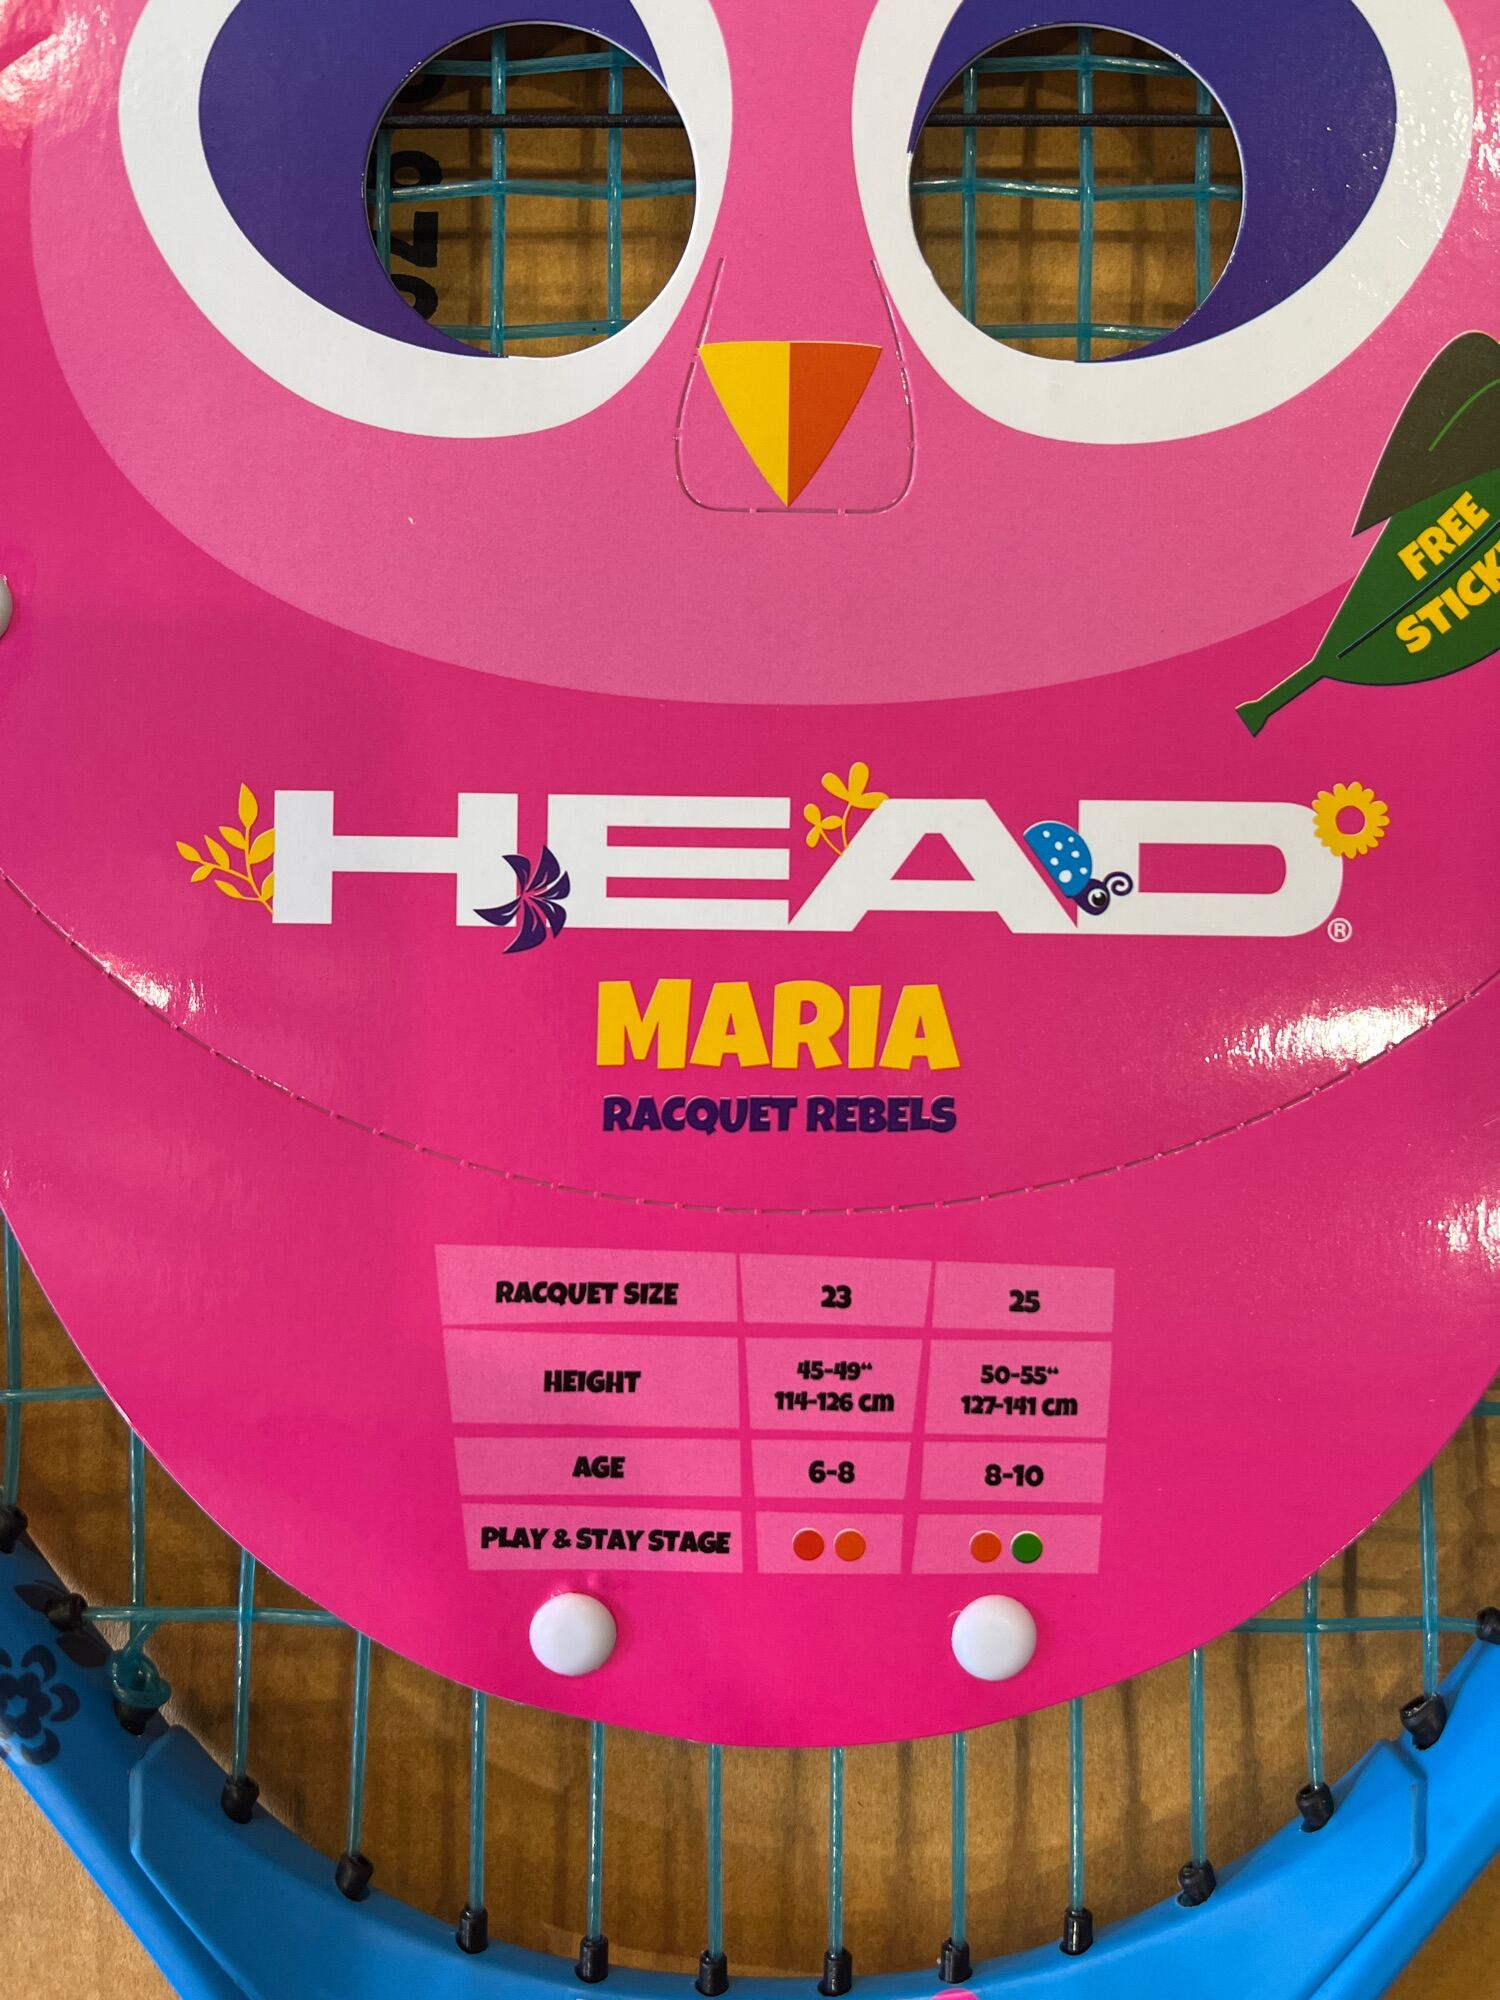 FREE
HEAD®
MARIA
RACQUET REBELS
RACQUET SIZE 23 25
HEIGHT 45-49“ 114-126 cm 50-55“ 127-141 cm
AGE 6-8 8-10
PLAY & STAY STAGE